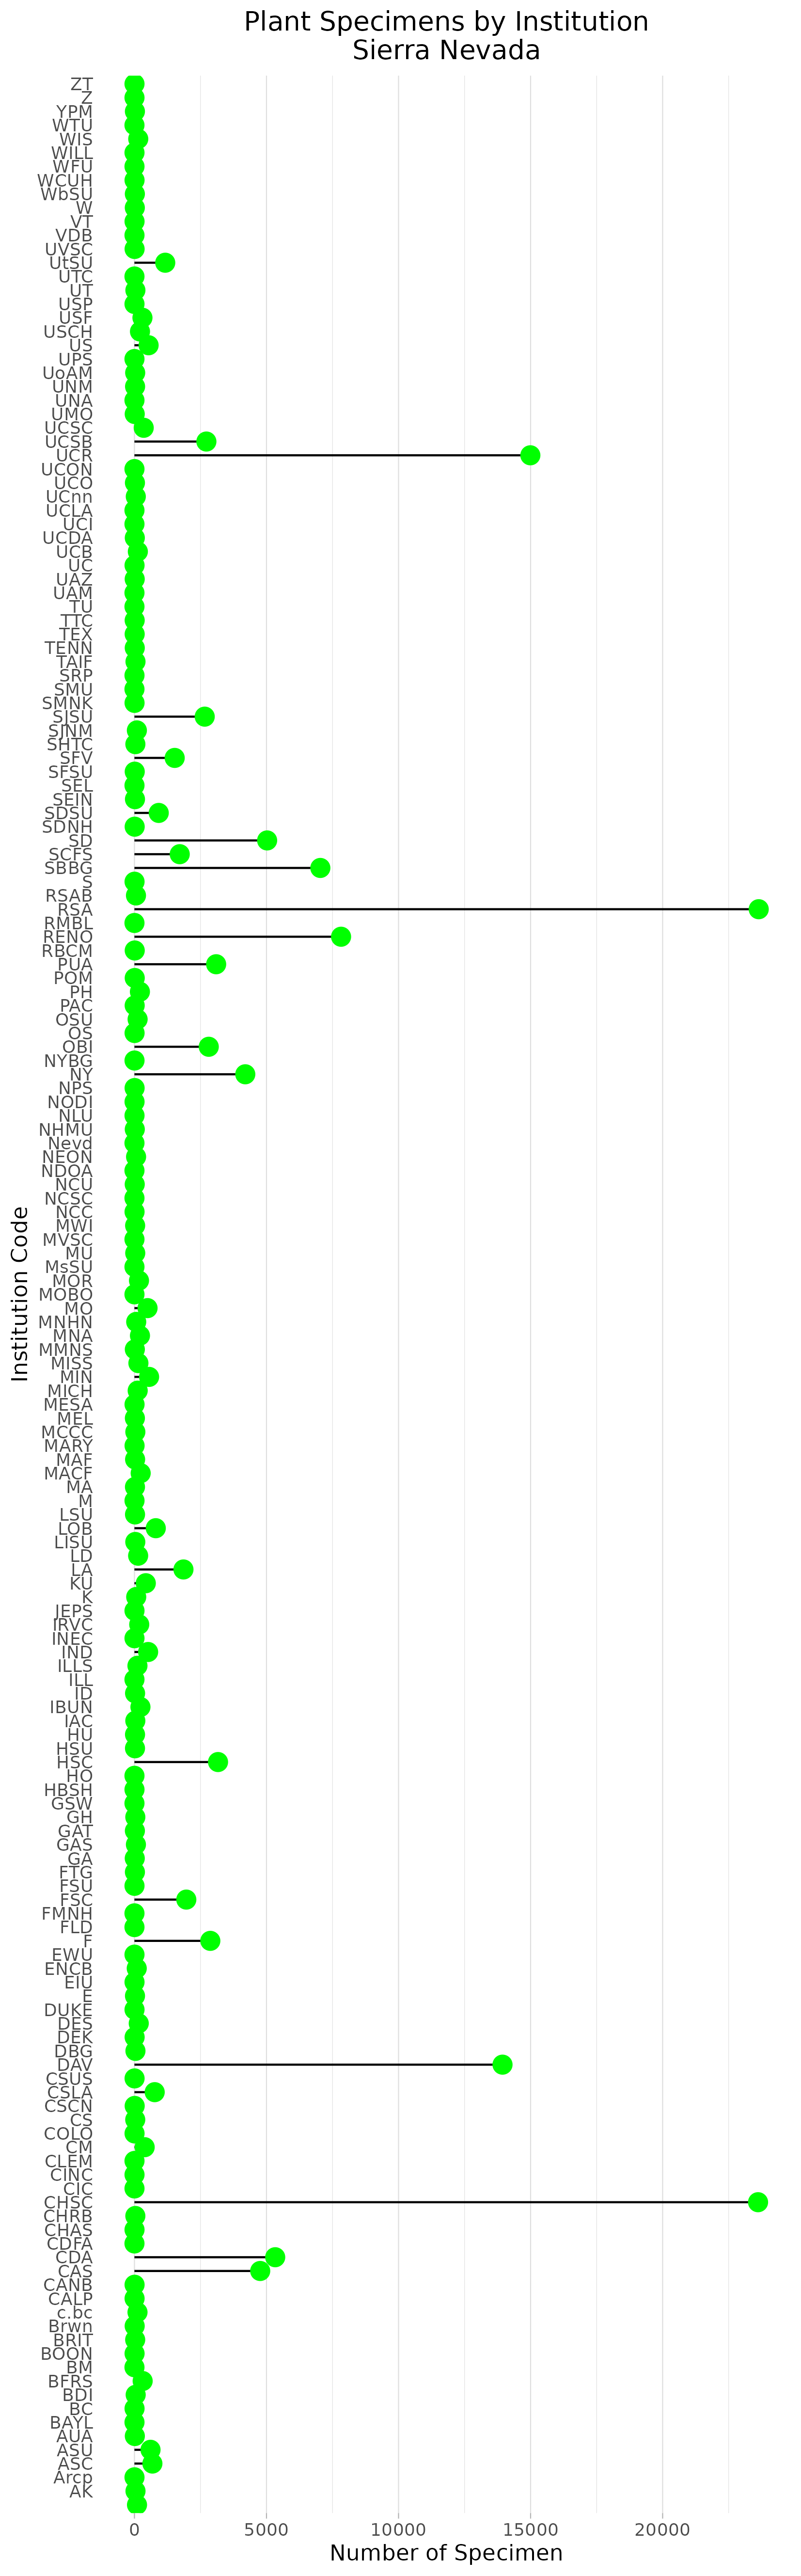 Plant Specimens by Institution
Sierra Nevada
ZT
Z
YPM
WTU
WIS
WILL
WFU
WCUH
WbSU
W
VT
VDB
UVSC
UtSU
UTC
UT
USP
USF
USCH
US
UPS
UoAM
UNM
UNA
UMO
UCSC
UCSB
UCR
UCON
UCO
UCnn
UCLA
UCI
UCDA
UCB
UC
UAZ
UAM
TU
TTC
TEX
TENN
TAIF
SRP
SMU
SMNK
SJSU
SJNM
SHTC
SFV
SFSU
SEL
SEIN
SDSU
SDNH
SD
SCFS
SBBG
S
RSAB
RSA
RMBL
RENO
RBCM
PUA
POM
PH
PAC
OSU
OS
OBI
NYBG
NY
NPS
NODI
NLU
NHMU
Nevd
NEON
NDOA
NCU
NCSC
NCC
MWI
MVSC
MU
MsSU
MOR
MOBO
MO
MNHN
MNA
MMNS
MISS
MIN
MICH
MESA
MEL
MCCC
MARY
MAF
MACF
MA
M
LSU
LOB
LISU
LD
LA
KU
K
JEPS
IRVC
INEC
IND
ILLS
ILL
ID
IBUN
IAC
HU
HSU
HSC
HO
HBSH
GSW
GH
GAT
GAS
GA
FTG
FSU
FSC
FMNH
FLD
F
EWU
ENCB
EIU
E
DUKE
DES
DEK
DBG
DAV
CSUS
CSLA
CSCN
CS
COLO
CM
CLEM
CINC
CIC
CHSC
CHRB
CHAS
CDFA
CDA
CAS
CANB
CALP
c.bc
Brwn
BRIT
BOON
BM
BFRS
BDI
BC
BAYL
AUA
ASU
ASC
Arcp
AK
Institution Code
0 5000 10000 15000 20000
Number of Specimen